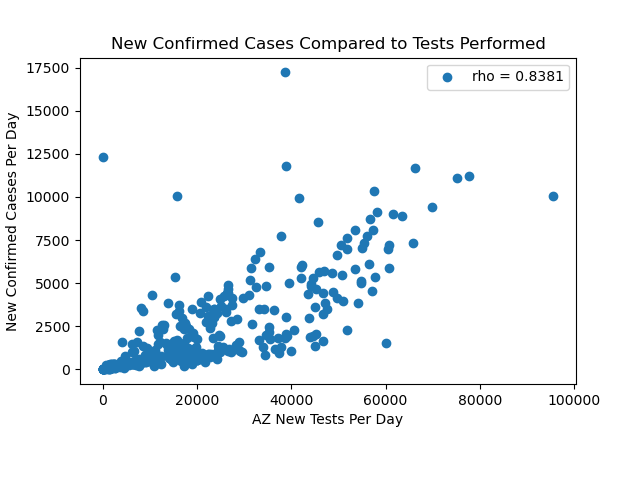 New Confirmed Cases Compared to Tests Performed
rho = 0.8381
17500
15000
12500
10000
7500
5000
2500
0
New Confirmed Caeses Per Day
0 20000 40000 60000 80000 100000
AZ New Tests Per Day